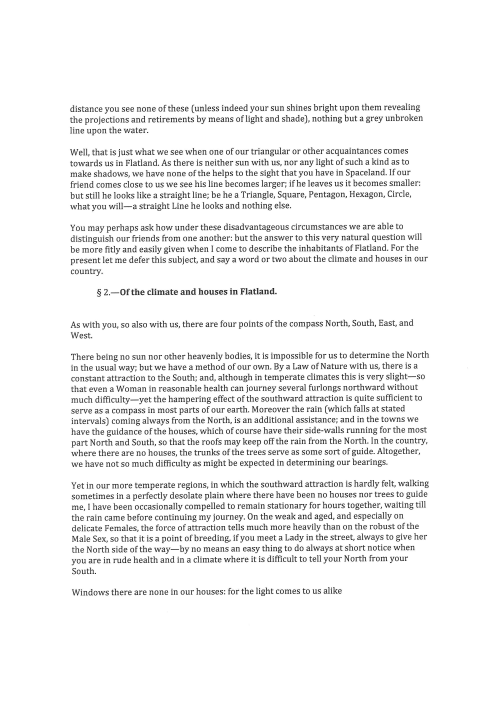 distance you see none of these (unless indeed your sun shines bright upon them revealing
the projections and retirements by means of light and shade), nothing but a grey unbroken
line upon the water.
Well, that is just what we see when one of our triangular or other acquaintances comes
towards us in Flatland. As there is neither sun with us, nor any light of such a kind as to
make shadows, we have none of the helps to the sight that you have in Spaceland. If our
friend comes close to us we see his line becomes larger; if he leaves us it becomes smaller:
but still he looks like a straight line; be he a Triangle, Square, Pentagon, Hexagon, Circle,
what you will—a straight Line he looks and nothing else.
You may perhaps ask how under these disadvantageous circumstances we are able to
distinguish our friends from one another: but the answer to this very natural question will
be more fitly and easily given when I come to describe the inhabitants of Flatland. For the
present let me defer this subject, and say a word or two about the climate and houses in our
country.
§ 2.—Of the climate and houses in Flatland.
As with you, so also with us, there are four points of the compass North, South, East, and
West.
There being no sun nor other heavenly bodies, it is impossible for us to determine the North
in the usual way; but we have a method of our own. By a Law of Nature with us, there is a
constant attraction to the South; and, although in temperate climates this is very slight—so
that even a Woman in reasonable health can journey several furlongs northward without
much difficulty—yet the hampering effect of the southward attraction is quite sufficient to
serve as a compass in most parts of our earth. Moreover the rain (which falls at stated
intervals) coming always from the North, is an additional assistance; and in the towns we
have the guidance of the houses, which of course have their side-walls running for the most
part North and South, so that the roofs may keep off the rain from the North. In the country,
where there are no houses, the trunks of the trees serve as some sort of guide. Altogether,
we have not so much difficulty as might be expected in determining our bearings.
Yet in our more temperate regions, in which the southward attraction is hardly felt, walking
sometimes in a perfectly desolate plain where there have been no houses nor trees to guide
me, I have been occasionally compelled to remain stationary for hours together, waiting till
the rain came before continuing my journey. On the weak and aged, and especially on
delicate Females, the force of attraction tells much more heavily than on the robust of the
Male Sex, so that it is a point of breeding, if you meet a Lady in the street, always to give her
the North side of the way—by no means an easy thing to do always at short notice when
you are in rude health and in a climate where it is difficult to tell your North from your
South.
Windows there are none in our houses: for the light comes to us alike